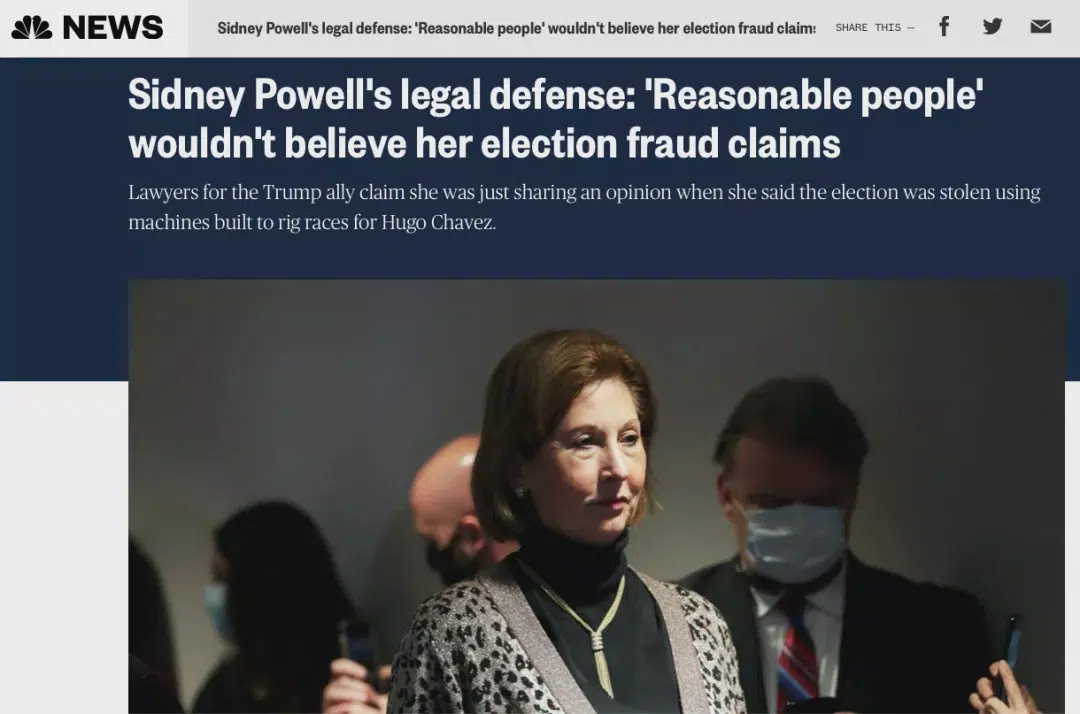 NEWS
Sidney Powell's legal defense: 'Reasonable people' wouldn't believe her election fraud claims
SHARE THIS —
Sidney Powell's legal defense: 'Reasonable people'
wouldn't believe her election fraud claims
Lawyers for the Trump ally claim she was just sharing an opinion when she said the election was stolen using
machines built to rig races for Hugo Chavez.